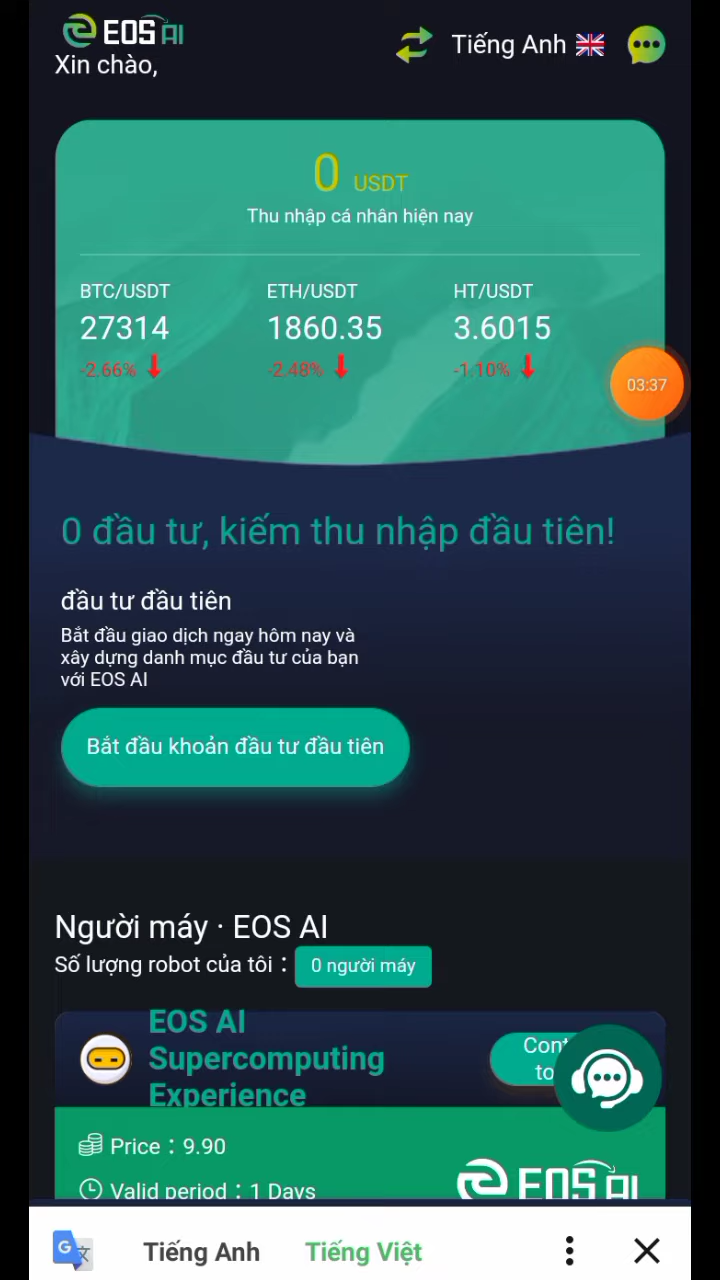 EOS AI
Xin chào,
Tiếng Anh
0 USDT
Thu nhập cá nhân hiện nay
BTC/USDT ETH/USDT HT/USDT
27314 1860.35 3.6015
-2.66% -2.48% -1.10%
03:37
0 đầu tư, kiếm thu nhập đầu tiên!
đầu tư đầu tiên
Bắt đầu giao dịch ngay hôm nay và
xây dựng danh mục đầu tư của bạn
với EOS AI
Bắt đầu khoản đầu tư đầu tiên
Người máy · EOS AI
Số lượng robot của tôi： 0 người máy
EOS AI
Supercomputing
Experience
Price：9.90
Valid period：1 Days
EOS AI
Tiếng Anh Tiếng Việt